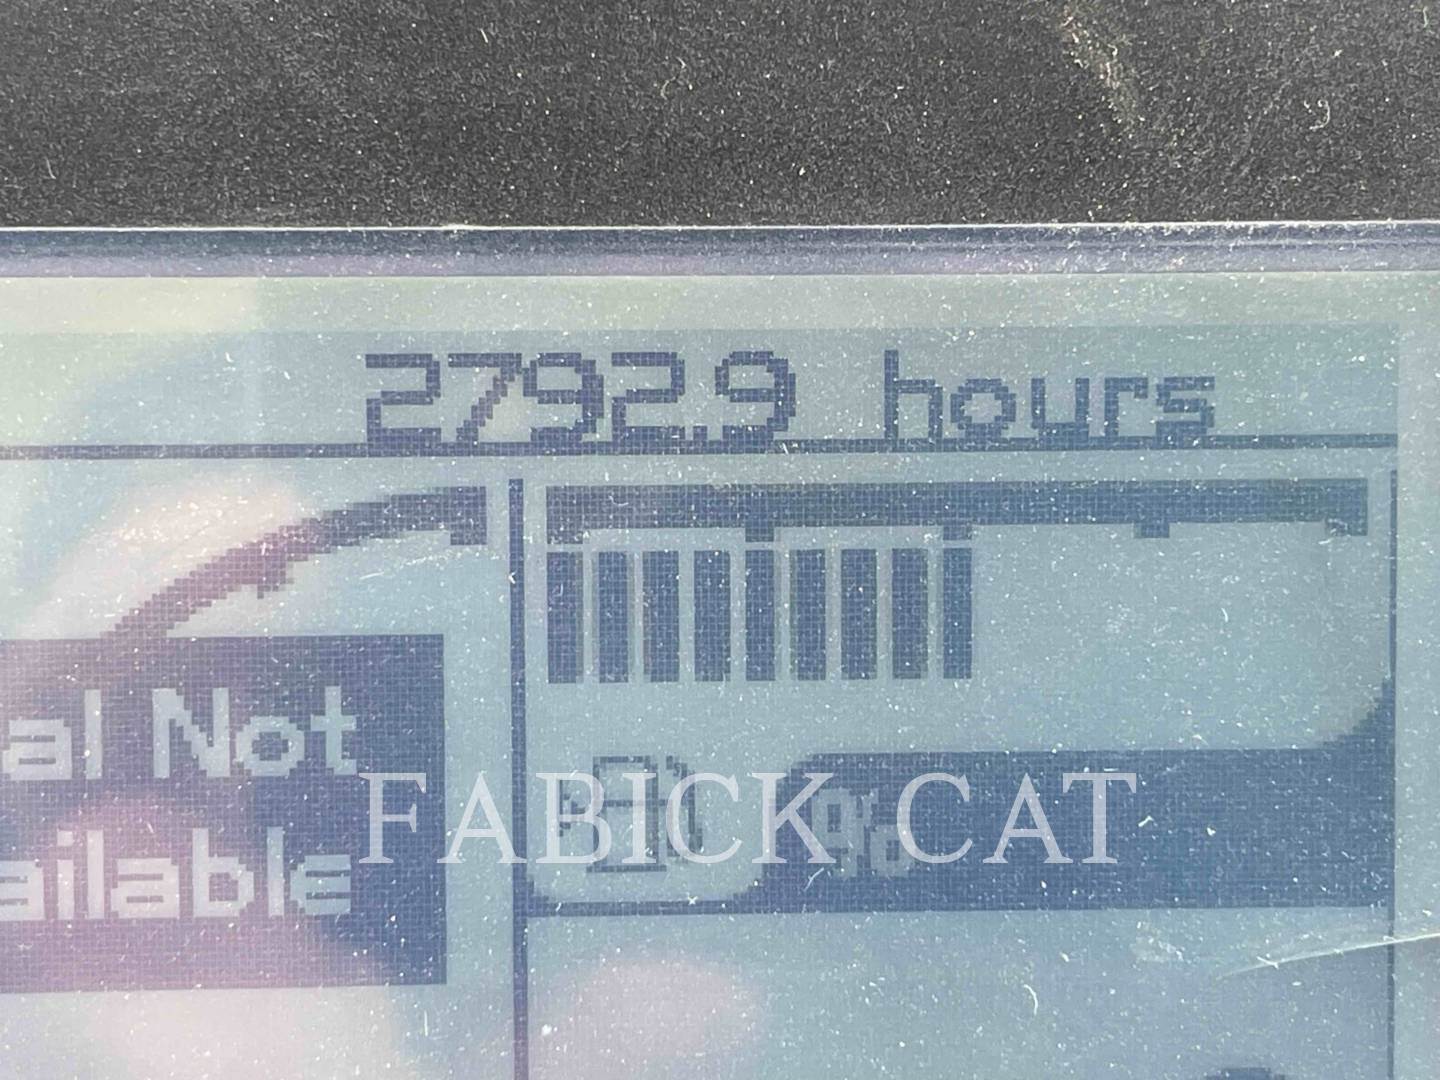 2792.9 hours
al Not
ailable
%
FABICK CAT